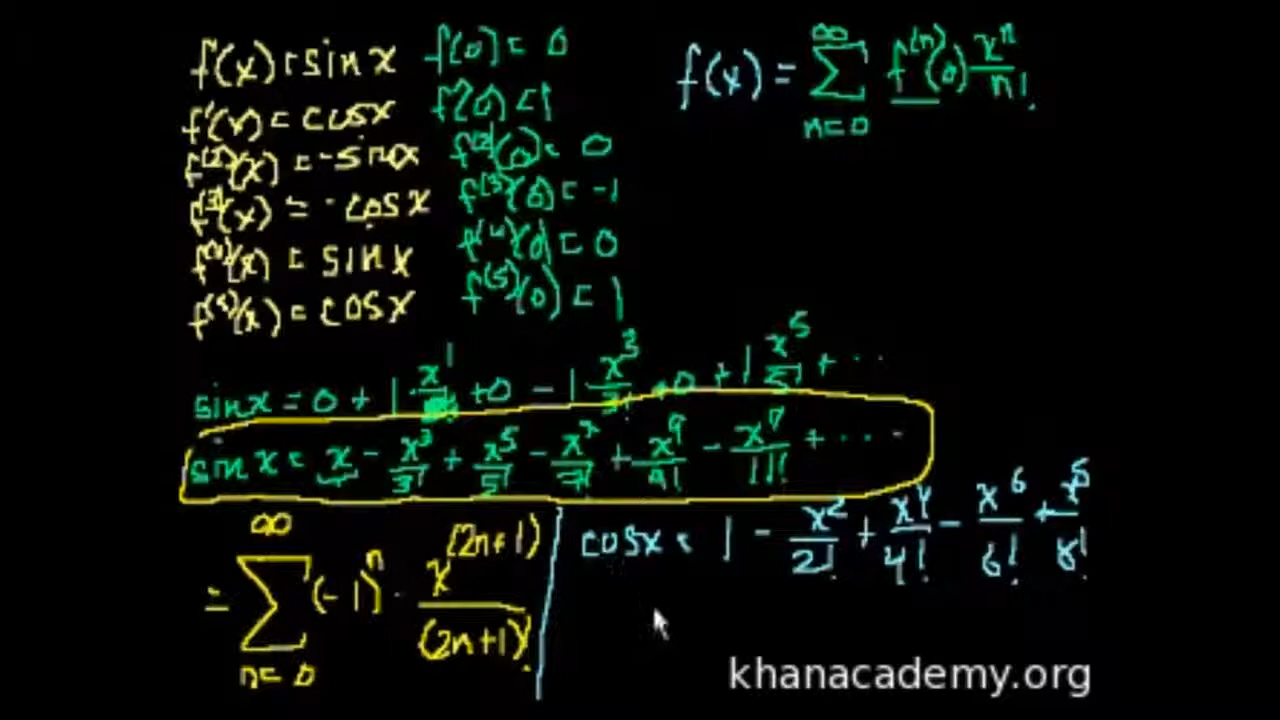 f(x) = sin x f(0) = 0 f(x) = ∑_{n=0}^{∞} f^{(n)}(0) x^n/n!
f'(x) = cos x f'(0) = 1
f^{(2)}(x) = -sin x f^{(2)}(0) = 0
f^{(3)}(x) = -cos x f^{(3)}(0) = -1
f^{(4)}(x) = sin x f^{(4)}(0) = 0
f^{(5)}(x) = cos x f^{(5)}(0) = 1
sin x = 0 + 1·x^1/1! + 0 - 1·x^3/3! + 0 + 1 x^5/5! + ...
sin x = x - x^3/3! + x^5/5! - x^7/7! + x^9/9! - x^11/11! + ...
= ∑_{n=0}^{∞} (-1)^n · x^{(2n+1)}/(2n+1)!
cos x = 1 - x^2/2! + x^4/4! - x^6/6! + x^8/8!
khanacademy.org